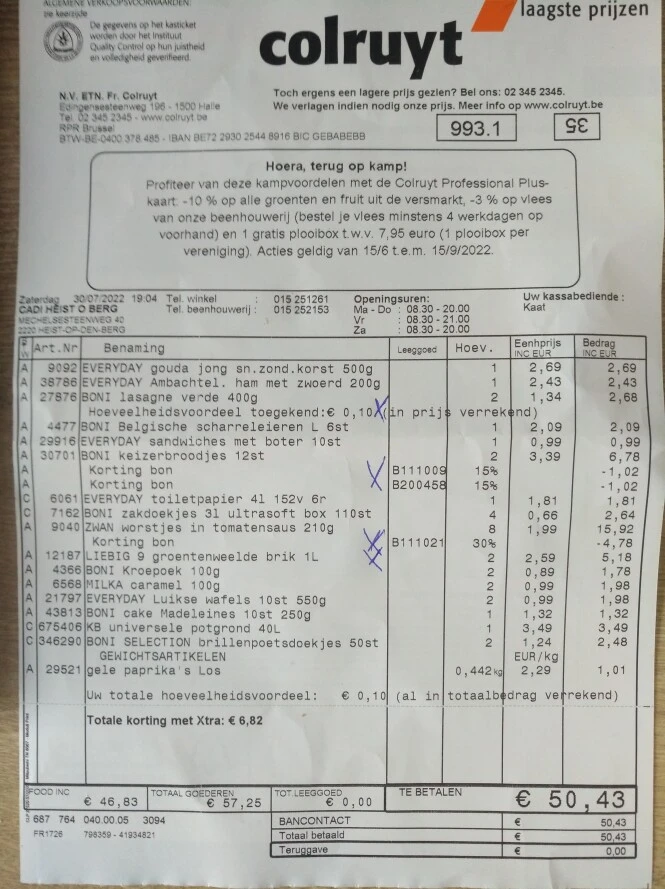 ALGEMENE VERKOOPSVOORWAARDEN:
zie keerzijde
De gegevens op het kasticket
worden door het Instituut
Quality Control op hun juistheid
en volledigheid geverifieerd.
laagste prijzen
colruyt
N.V. ETN. Fr. Colruyt
Edingensesteenweg 196 - 1500 Halle
Tel. 02 345 2345 - www.colruyt.be
RPR Brussel
BTW-BE-0400.378.485 - IBAN BE72 2930 2544 8916 BIC GEBABEBB
Toch ergens een lagere prijs gezien? Bel ons: 02 345 2345.
We verlagen indien nodig onze prijs. Meer info op www.colruyt.be
993.1
35
Hoera, terug op kamp!
Profiteer van deze kampvoordelen met de Colruyt Professional Plus-
kaart: -10 % op alle groenten en fruit uit de versmarkt, -3 % op vlees
van onze beenhouwerij (bestel je vlees minstens 4 werkdagen op
voorhand) en 1 gratis plooibox t.w.v. 7,95 euro (1 plooibox per
vereniging). Acties geldig van 15/6 t.e.m. 15/9/2022.
Zaterdag 30/07/2022 19:04 Tel. winkel : 015 251261 Openingsuren: Uw kassabediende :
CADI HEIST O BERG Tel. beenhouwerij : 015 252153 Ma - Do : 08.30 - 20.00 Kaat
MECHELSESTEENWEG 40 Vr : 08.30 - 21.00
2220 HEIST-OP-DEN-BERG Za : 08.30 - 20.00
Art.Nr Benaming Leeggoed Hoev. Eenhprijs INC EUR Bedrag INC EUR
A 9092 EVERYDAY gouda jong sn.zond.korst 500g 1 2,69 2,69
A 38786 EVERYDAY Ambachtel. ham met zwoerd 200g 1 2,43 2,43
A 27876 BONI lasagne verde 400g 2 1,34 2,68
Hoeveelheidsvoordeel toegekend:€ 0,10 (in prijs verrekend)
A 4477 BONI Belgische scharreleieren L 6st 1 2,09 2,09
A 29916 EVERYDAY sandwiches met boter 10st 1 0,99 0,99
A 30701 BONI keizerbroodjes 12st 2 3,39 6,78
A Korting bon B111009 15% -1,02
A Korting bon B200458 15% -1,02
C 6061 EVERYDAY toiletpapier 4l 152v 6r 1 1,81 1,81
C 7162 BONI zakdoekjes 3l ultrasoft box 110st 4 0,66 2,64
A 9040 ZWAN worstjes in tomatensaus 210g 8 1,99 15,92
Korting bon B111021 30% -4,78
A 12187 LIEBIG 9 groentenweelde brik 1L 2 2,59 5,18
A 4366 BONI Kroepoek 100g 2 0,89 1,78
A 6568 MILKA caramel 100g 2 0,99 1,98
A 21797 EVERYDAY Luikse wafels 10st 550g 2 0,99 1,98
A 43813 BONI cake Madeleines 10st 250g 1 1,32 1,32
C 675406 KB universele potgrond 40L 1 3,49 3,49
C 346290 BONI SELECTION brillenpoetsdoekjes 50st 2 1,24 2,48
GEWICHTSARTIKELEN EUR/kg
A 29521 gele paprika's Los 0,442kg 2,29 1,01
Uw totale hoeveelheidsvoordeel: € 0,10 (al in totaalbedrag verrekend)
Totale korting met Xtra: € 6,82
FOOD INC € 46,83 TOTAAL GOEDEREN € 57,25 TOT.LEEGGOED € 0,00 TE BETALEN € 50,43
687 764 040.00.05 3094 BANCONTACT € 50,43
FR1726 798359 - 41934821 Totaal betaald € 50,43
Teruggave € 0,00